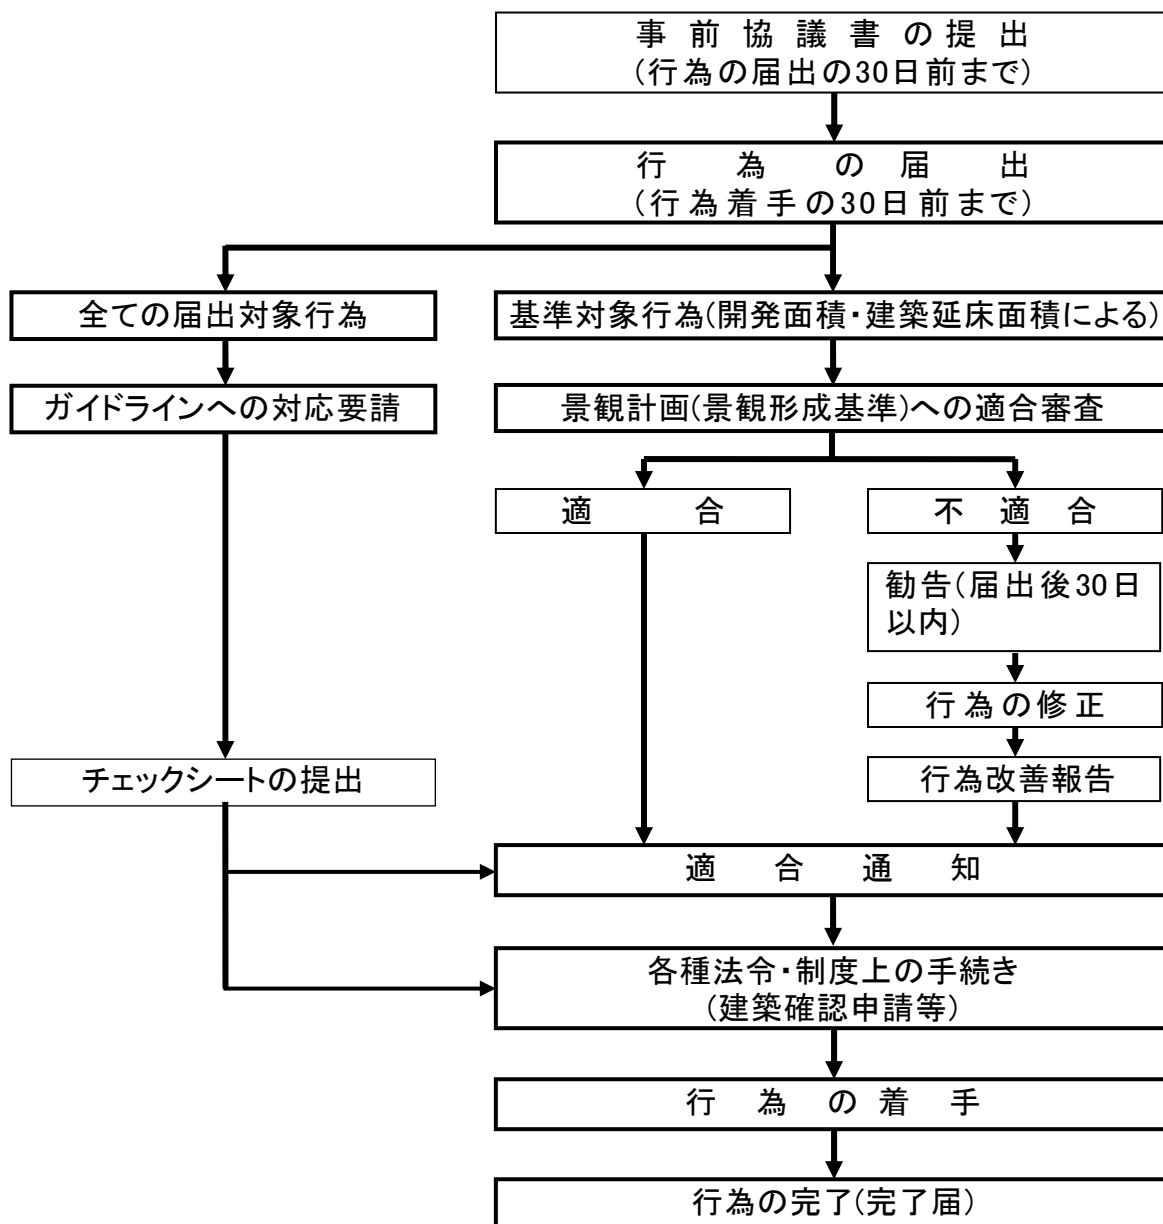 事前協議書の提出
(行為の届出の30日前まで)
行為の届出
(行為着手の30日前まで)
全ての届出対象行為
基準対象行為(開発面積・建築延床面積による)
ガイドラインへの対応要請
景観計画(景観形成基準)への適合審査
適合
不適合
勧告(届出後30日
以内)
行為の修正
チェックシートの提出
行為改善報告
適合通知
各種法令・制度上の手続き
(建築確認申請等)
行為の着手
行為の完了(完了届)